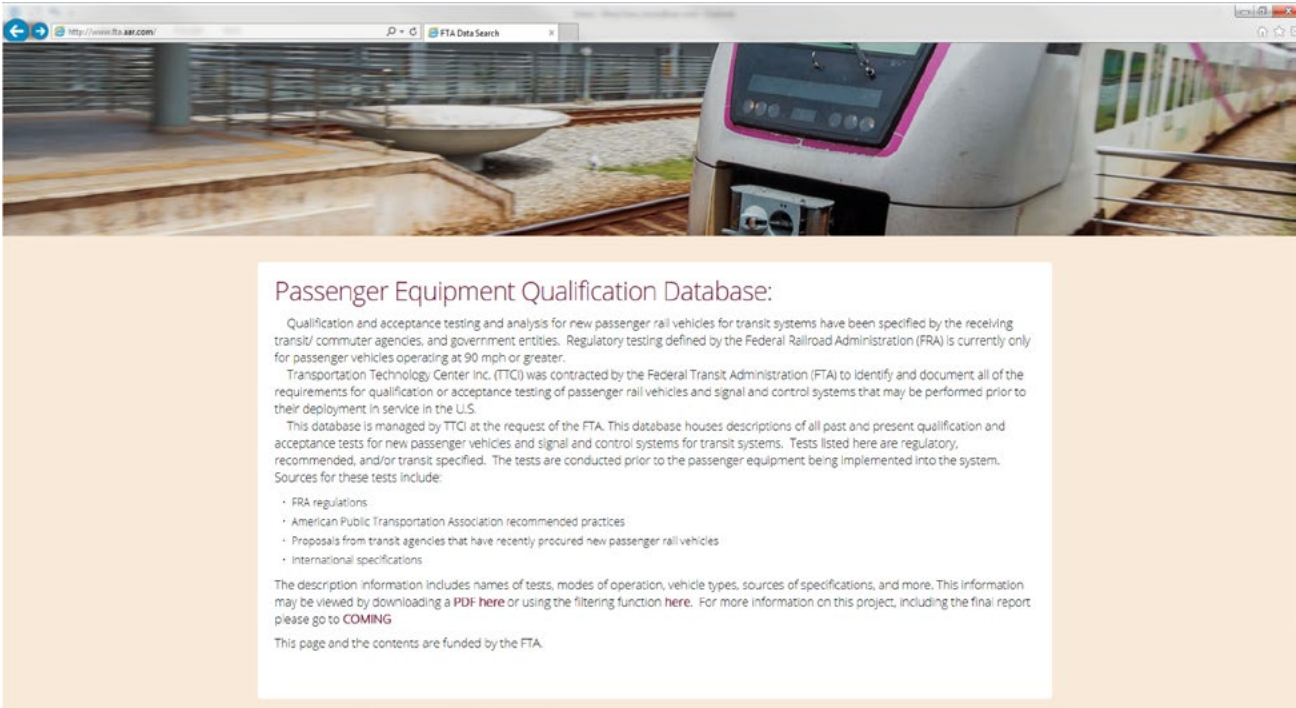 http://www.fta.aar.com/
FTA Data Search
Passenger Equipment Qualification Database:
Qualification and acceptance testing and analysis for new passenger rail vehicles for transit systems have been specified by the receiving
transit/ commuter agencies, and government entities. Regulatory testing defined by the Federal Railroad Administration (FRA) is currently only
for passenger vehicles operating at 90 mph or greater.
Transportation Technology Center Inc. (TTCI) was contracted by the Federal Transit Administration (FTA) to identify and document all of the
requirements for qualification or acceptance testing of passenger rail vehicles and signal and control systems that may be performed prior to
their deployment in service in the U.S.
This database is managed by TTCI at the request of the FTA. This database houses descriptions of all past and present qualification and
acceptance tests for new passenger vehicles and signal and control systems for transit systems. Tests listed here are regulatory,
recommended, and/or transit specified. The tests are conducted prior to the passenger equipment being implemented into the system.
Sources for these tests include:
· FRA regulations
· American Public Transportation Association recommended practices
· Proposals from transit agencies that have recently procured new passenger rail vehicles
· International specifications
The description information includes names of tests, modes of operation, vehicle types, sources of specifications, and more. This information
may be viewed by downloading a PDF here or using the filtering function here. For more information on this project, including the final report
please go to COMING
This page and the contents are funded by the FTA.